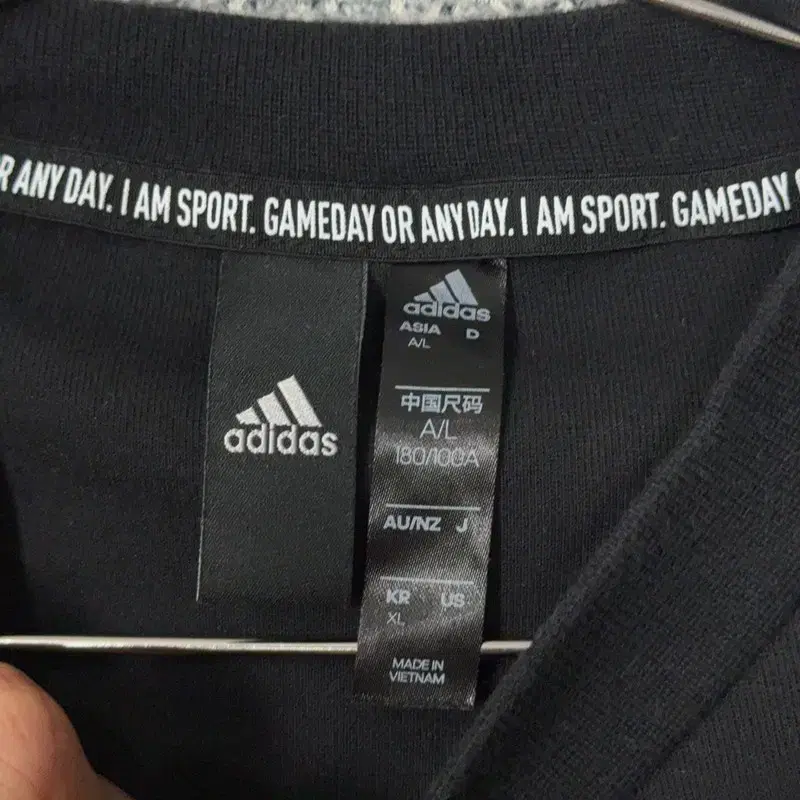 R ANY DAY. I AM SPORT. GAMEDAY OR ANY DAY. I AM SPORT. GAMEDAY
adidas
adidas
ASIA D
A/L
中国尺码
A/L
180/100A
AU/NZ J
KR US
XL
MADE IN
VIETNAM